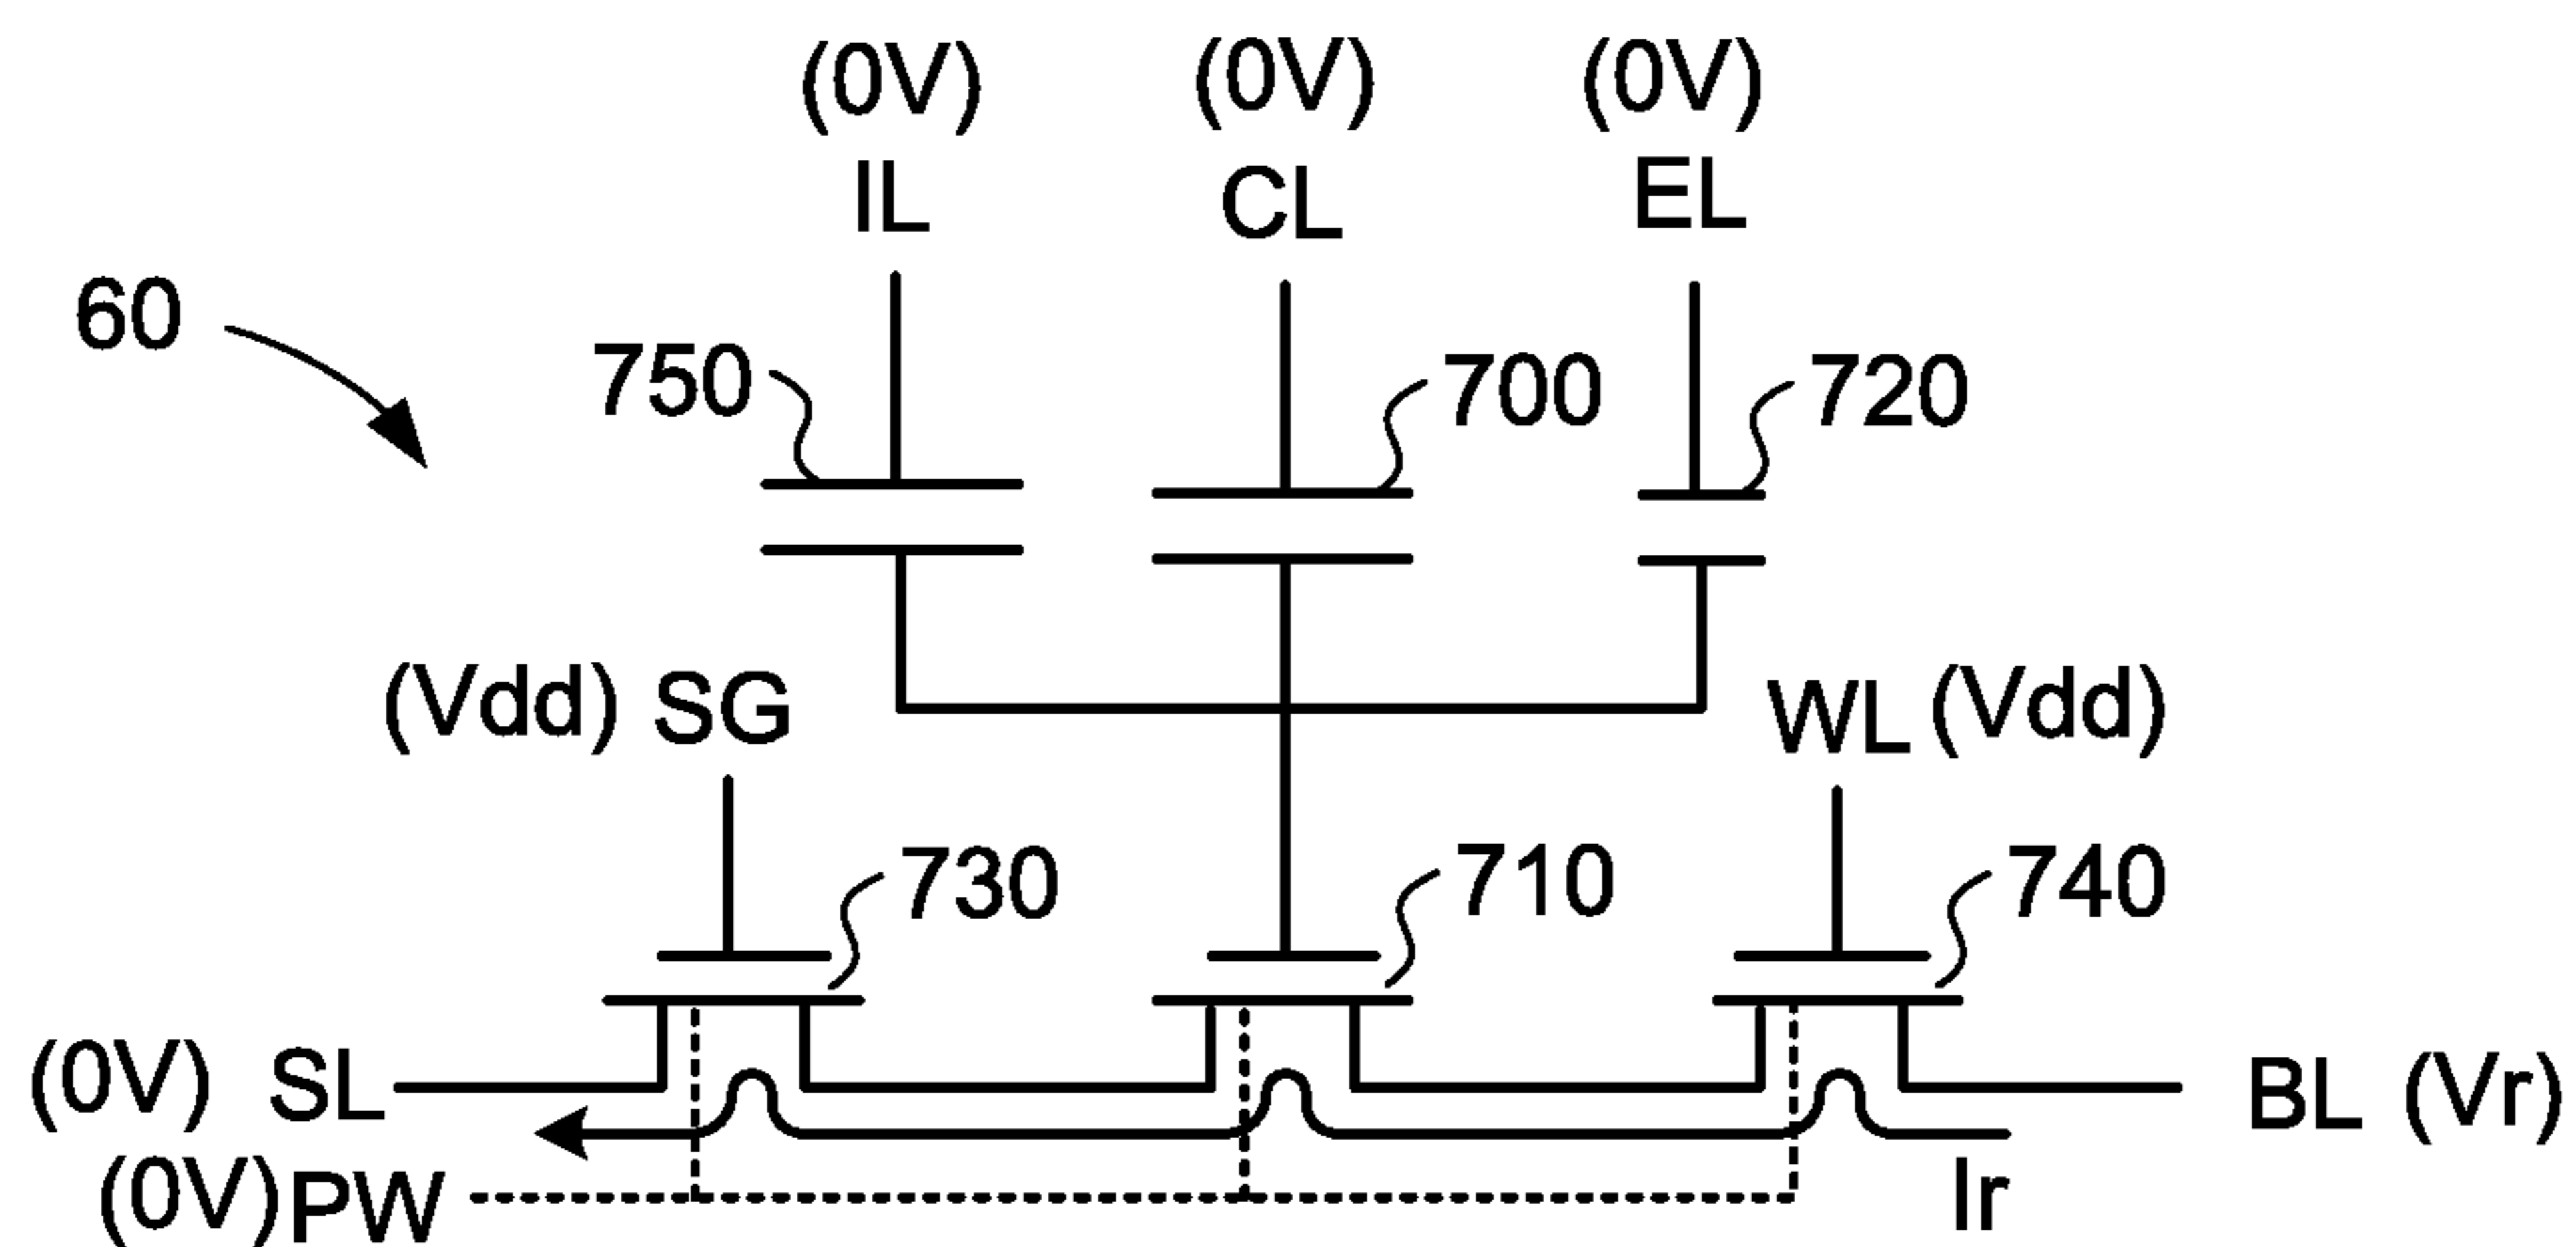 (0V) (0V) (0V)
IL CL EL
60
750 700 720
(Vdd) SG WL (Vdd)
730 710 740
(0V) SL BL (Vr)
(0V) PW Ir